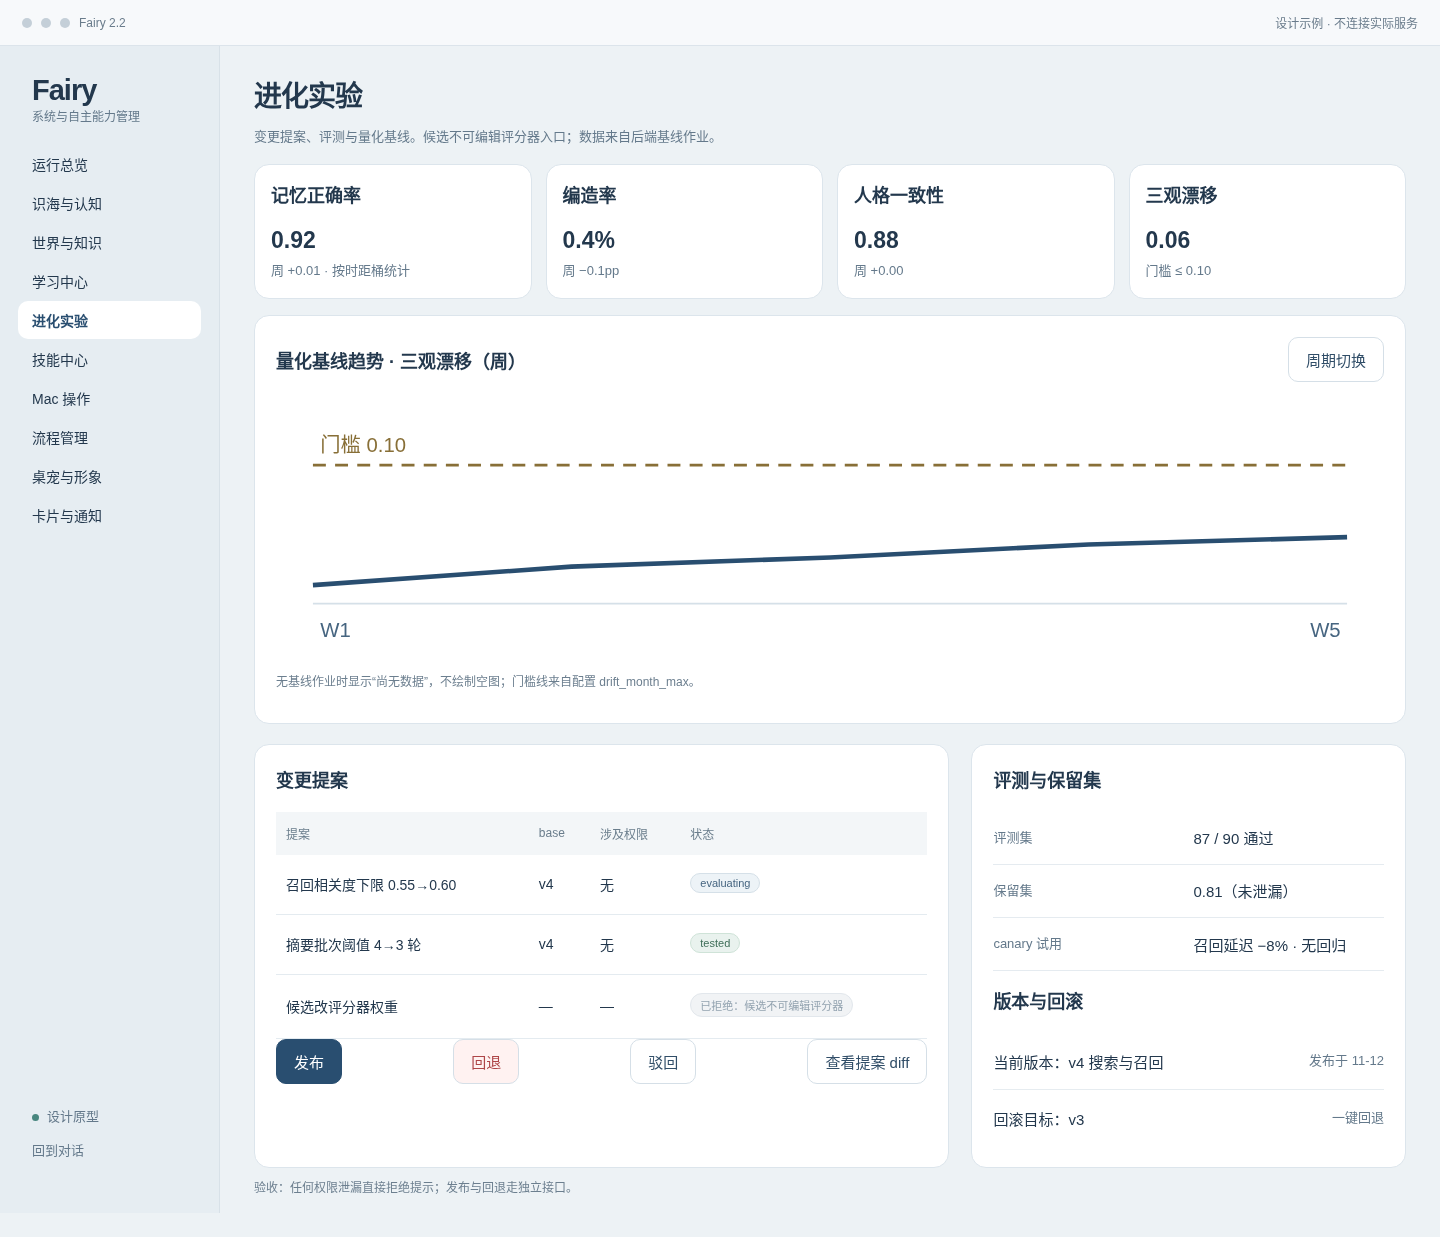 Fairy 2.2
设计示例 · 不连接实际服务
Fairy
系统与自主能力管理
运行总览
识海与认知
世界与知识
学习中心
进化实验
技能中心
Mac 操作
流程管理
桌宠与形象
卡片与通知
设计原型
回到对话
进化实验
变更提案、评测与量化基线。候选不可编辑评分器入口；数据来自后端基线作业。
记忆正确率
0.92
周 +0.01 · 按时距桶统计
编造率
0.4%
周 −0.1pp
人格一致性
0.88
周 +0.00
三观漂移
0.06
门槛 ≤ 0.10
量化基线趋势 · 三观漂移（周）
周期切换
门槛 0.10
W1
W5
无基线作业时显示“尚无数据”，不绘制空图；门槛线来自配置 drift_month_max。
变更提案
提案 base 涉及权限 状态
召回相关度下限 0.55→0.60 v4 无 evaluating
摘要批次阈值 4→3 轮 v4 无 tested
候选改评分器权重 — — 已拒绝：候选不可编辑评分器
发布 回退 驳回 查看提案 diff
评测与保留集
评测集 87 / 90 通过
保留集 0.81（未泄漏）
canary 试用 召回延迟 −8% · 无回归
版本与回滚
当前版本：v4 搜索与召回 发布于 11-12
回滚目标：v3 一键回退
验收：任何权限泄漏直接拒绝提示；发布与回退走独立接口。